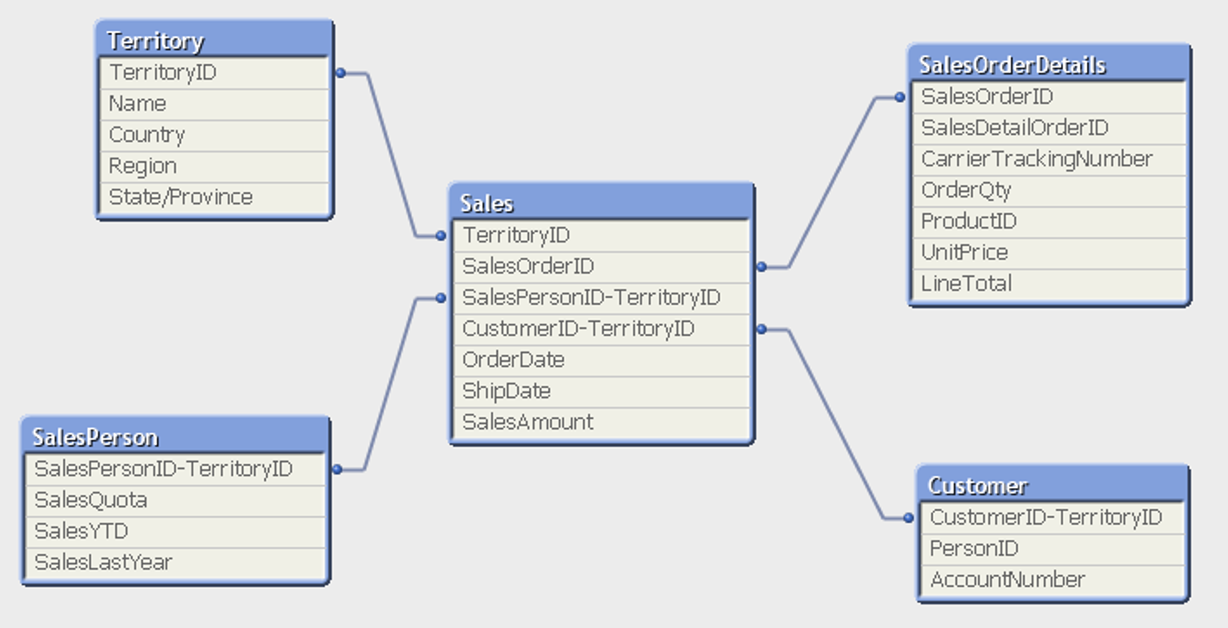 Territory
TerritoryID
Name
Country
Region
State/Province
SalesOrderDetails
SalesOrderID
SalesDetailOrderID
CarrierTrackingNumber
OrderQty
ProductID
UnitPrice
LineTotal
Sales
TerritoryID
SalesOrderID
SalesPersonID-TerritoryID
CustomerID-TerritoryID
OrderDate
ShipDate
SalesAmount
SalesPerson
SalesPersonID-TerritoryID
SalesQuota
SalesYTD
SalesLastYear
Customer
CustomerID-TerritoryID
PersonID
AccountNumber